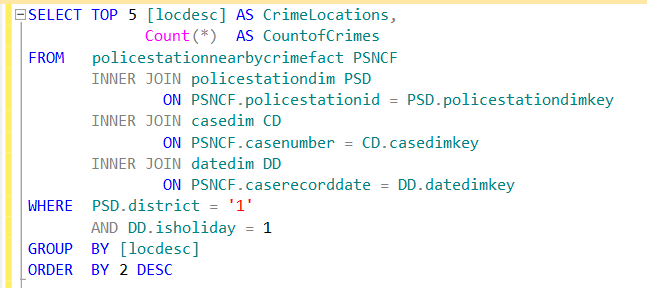 SELECT TOP 5 [locdesc] AS CrimeLocations,
Count(*) AS CountofCrimes
FROM policestationnearbycrimefact PSNCF
INNER JOIN policestationdim PSD
ON PSNCF.policestationid = PSD.policestationdimkey
INNER JOIN casedim CD
ON PSNCF.casenumber = CD.casedimkey
INNER JOIN datedim DD
ON PSNCF.caserecorddate = DD.datedimkey
WHERE PSD.district = '1'
AND DD.isholiday = 1
GROUP BY [locdesc]
ORDER BY 2 DESC